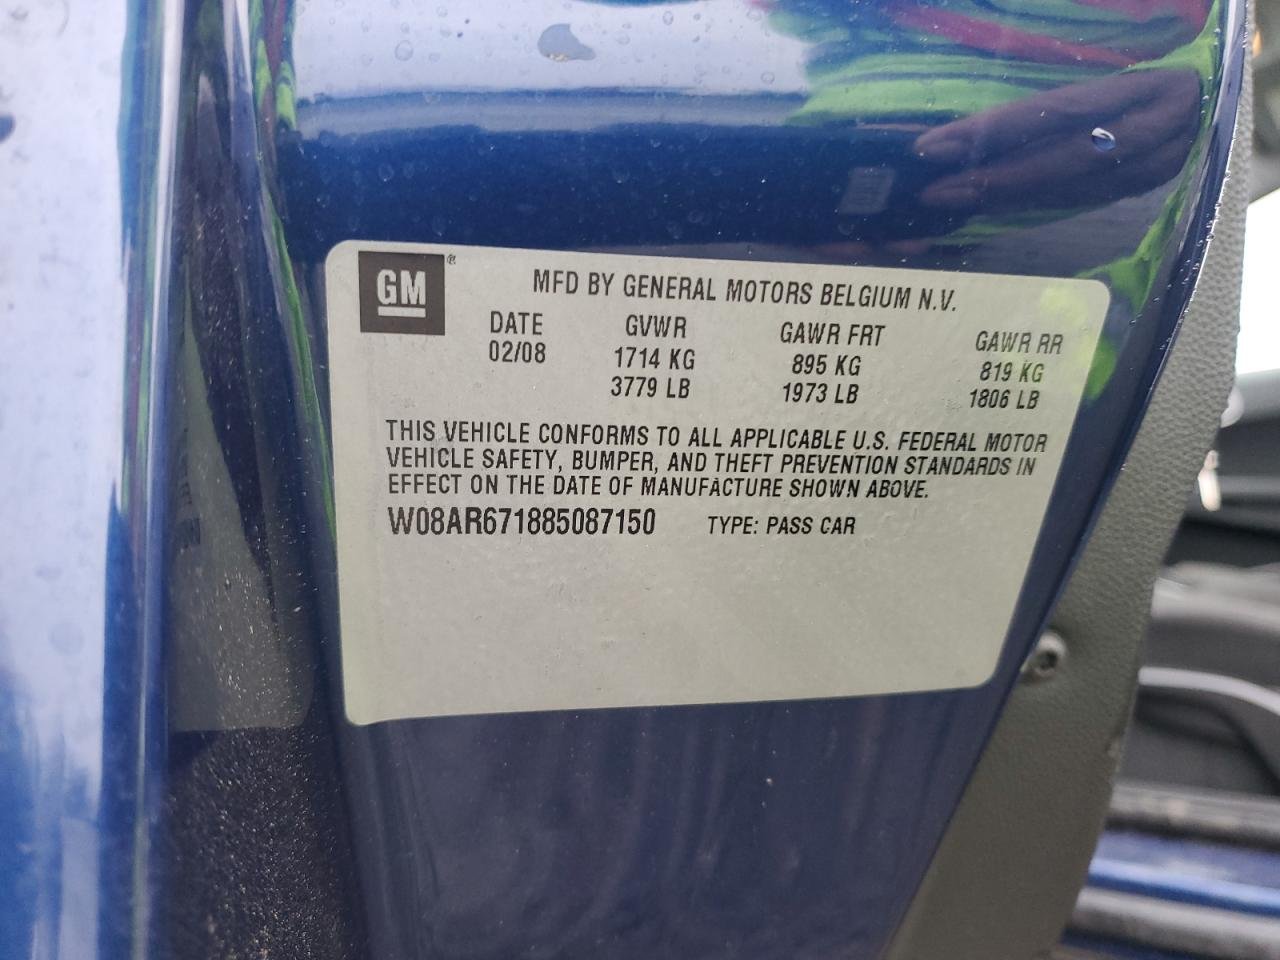 GM®
MFD BY GENERAL MOTORS BELGIUM N.V.
DATE GVWR GAWR FRT GAWR RR
02/08 1714 KG 895 KG 819 KG
3779 LB 1973 LB 1806 LB
THIS VEHICLE CONFORMS TO ALL APPLICABLE U.S. FEDERAL MOTOR
VEHICLE SAFETY, BUMPER, AND THEFT PREVENTION STANDARDS IN
EFFECT ON THE DATE OF MANUFACTURE SHOWN ABOVE.
W08AR671885087150 TYPE: PASS CAR